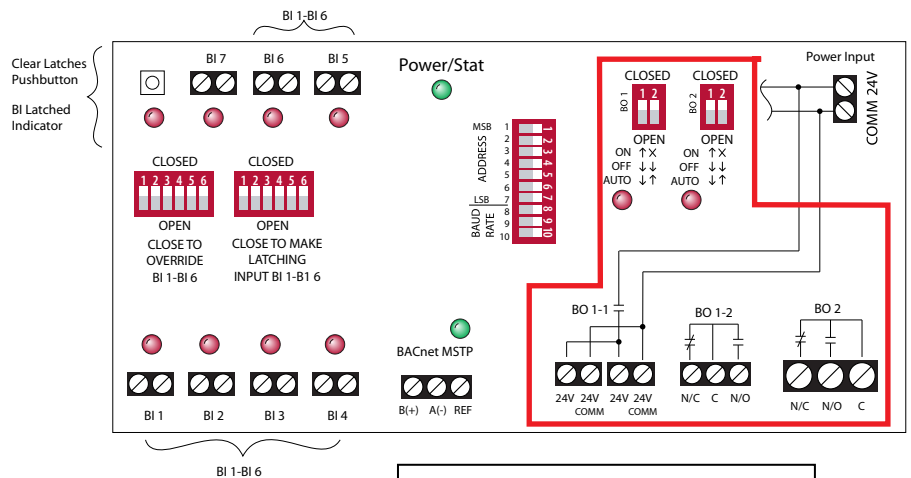 BI 1-BI 6
Clear Latches
Pushbutton
BI Latched
Indicator
BI 7 BI 6 BI 5
Power/Stat
CLOSED CLOSED
BO 1 1 2
BO 2 1 2
OPEN OPEN
ON ↑X ON ↑X
OFF ↓↓ OFF ↓↓
AUTO ↓↑ AUTO ↓↑
Power Input
COMM 24V
MSB 1 1
2 2
3 3
4 4
5 5
6 6
LSB 7 7
8 8
9 9
10 10
ADDRESS
BAUD
RATE
CLOSED
1 2 3 4 5 6
OPEN
CLOSE TO
OVERRIDE
BI 1-BI 6
CLOSED
1 2 3 4 5 6
OPEN
CLOSE TO MAKE
LATCHING
INPUT BI 1-B1 6
BI 1 BI 2 BI 3 BI 4
BI 1-BI 6
BACnet MSTP
B(+) A(-) REF
BO 1-1
24V 24V 24V 24V
COMM COMM
BO 1-2
N/C C N/O
BO 2
N/C N/O C